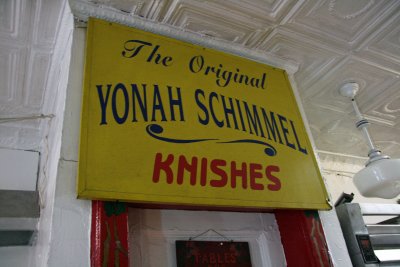 The Original
YONAH SCHIMMEL
KNISHES
TABLES